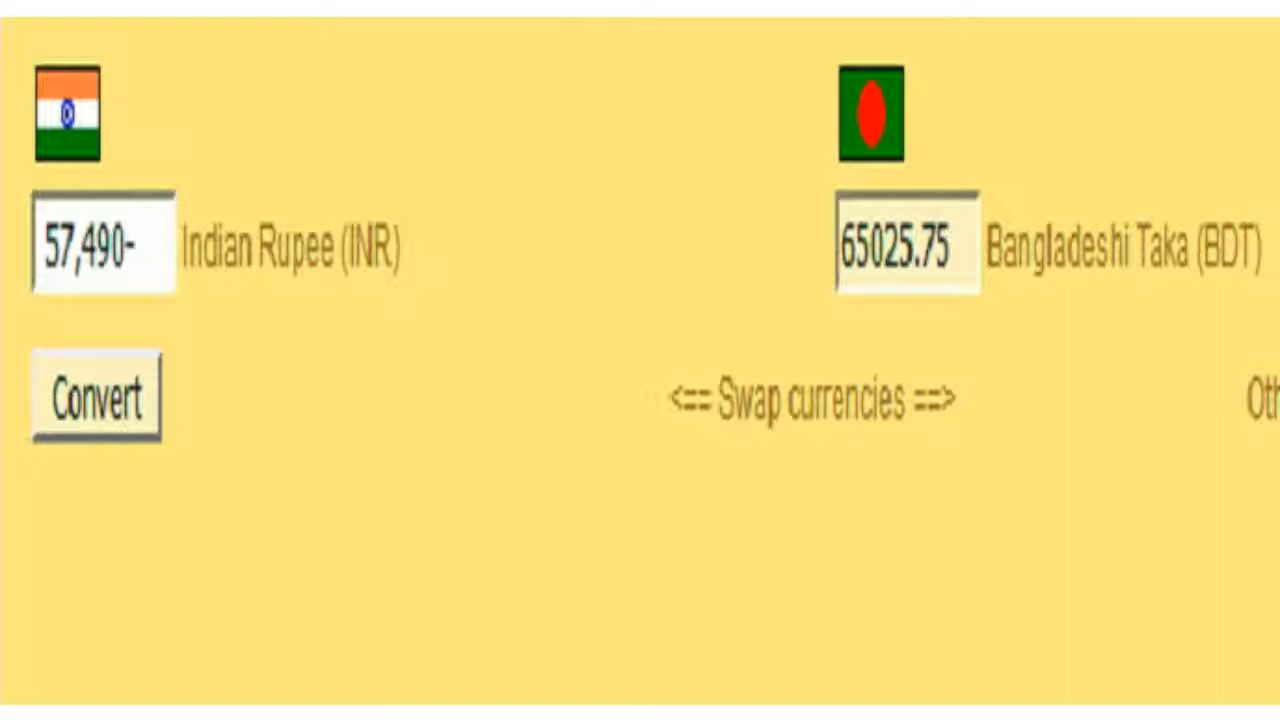 57,490- Indian Rupee (INR) 65025.75 Bangladeshi Taka (BDT)
Convert <== Swap currencies ==>